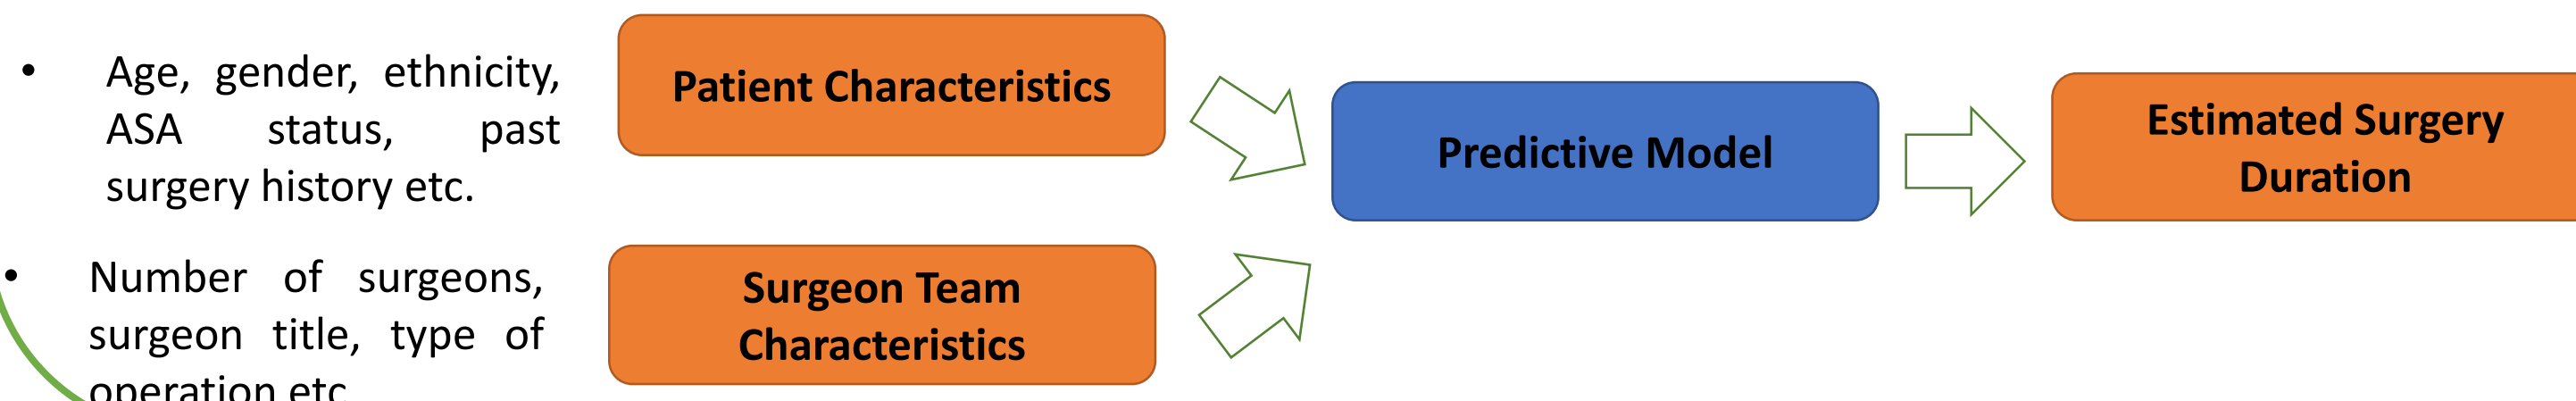 • Age, gender, ethnicity,
ASA status, past
surgery history etc.
• Number of surgeons,
surgeon title, type of
operation etc
Patient Characteristics
Surgeon Team
Characteristics
Predictive Model
Estimated Surgery
Duration